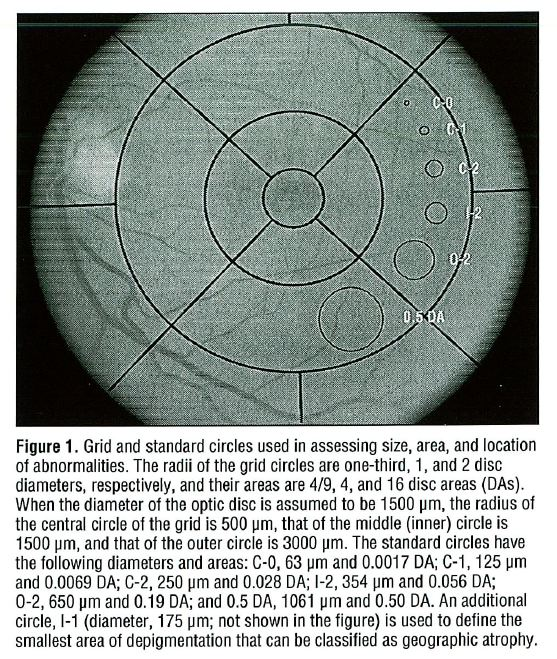 C-0
C-1
C-2
I-2
O-2
0.5 DA
Figure 1. Grid and standard circles used in assessing size, area, and location
of abnormalities. The radii of the grid circles are one-third, 1, and 2 disc
diameters, respectively, and their areas are 4/9, 4, and 16 disc areas (DAs).
When the diameter of the optic disc is assumed to be 1500 µm, the radius of
the central circle of the grid is 500 µm, that of the middle (inner) circle is
1500 µm, and that of the outer circle is 3000 µm. The standard circles have
the following diameters and areas: C-0, 63 µm and 0.0017 DA; C-1, 125 µm
and 0.0069 DA; C-2, 250 µm and 0.028 DA; I-2, 354 µm and 0.056 DA;
O-2, 650 µm and 0.19 DA; and 0.5 DA, 1061 µm and 0.50 DA. An additional
circle, I-1 (diameter, 175 µm; not shown in the figure) is used to define the
smallest area of depigmentation that can be classified as geographic atrophy.